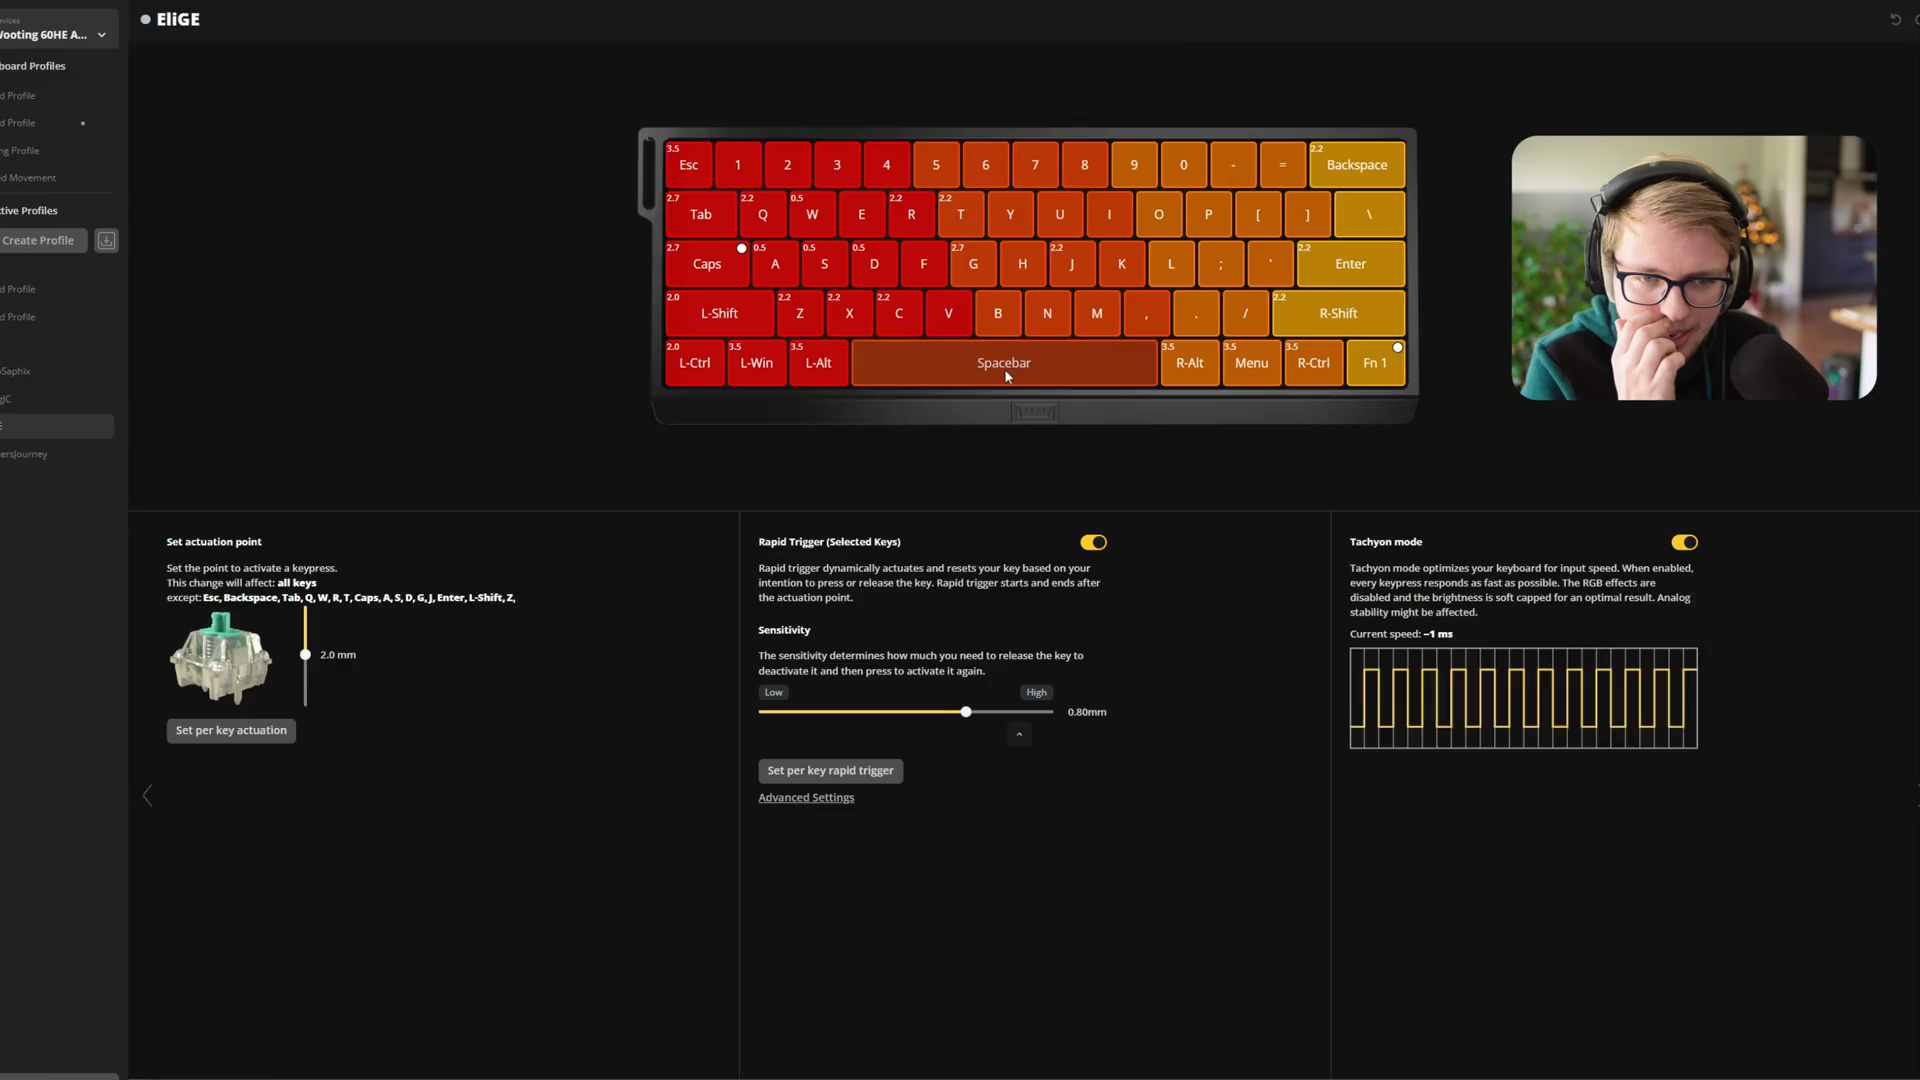 evices
EliGE
Wooting 60HE A...
board Profiles
d Profile
d Profile
ng Profile
ed Movement
ctive Profiles
Create Profile
d Profile
d Profile
oSaphix
gJC
E
ersJourney
3.5 Esc 1 2 3 4 5 6 7 8 9 0 - = 2.2 Backspace
2.7 Tab 2.2 Q 0.5 W E 2.2 R 2.2 T Y U I O P [ ] \
2.7 Caps 0.5 A 0.5 S 0.5 D F 2.7 G H 2.2 J K L ; ' 2.2 Enter
2.0 L-Shift 2.2 Z 2.2 X 2.2 C V B N M , . / 2.2 R-Shift
2.0 L-Ctrl 3.5 L-Win 3.5 L-Alt Spacebar 3.5 R-Alt 3.5 Menu 3.5 R-Ctrl Fn 1
Set actuation point
Set the point to activate a keypress.
This change will affect: all keys
except: Esc, Backspace, Tab, Q, W, R, T, Caps, A, S, D, G, J, Enter, L-Shift, Z,
2.0 mm
Set per key actuation
Rapid Trigger (Selected Keys)
Rapid trigger dynamically actuates and resets your key based on your
intention to press or release the key. Rapid trigger starts and ends after
the actuation point.
Sensitivity
The sensitivity determines how much you need to release the key to
deactivate it and then press to activate it again.
Low High
0.80mm
Set per key rapid trigger
Advanced Settings
Tachyon mode
Tachyon mode optimizes your keyboard for input speed. When enabled,
every keypress responds as fast as possible. The RGB effects are
disabled and the brightness is soft capped for an optimal result. Analog
stability might be affected.
Current speed: ~1 ms